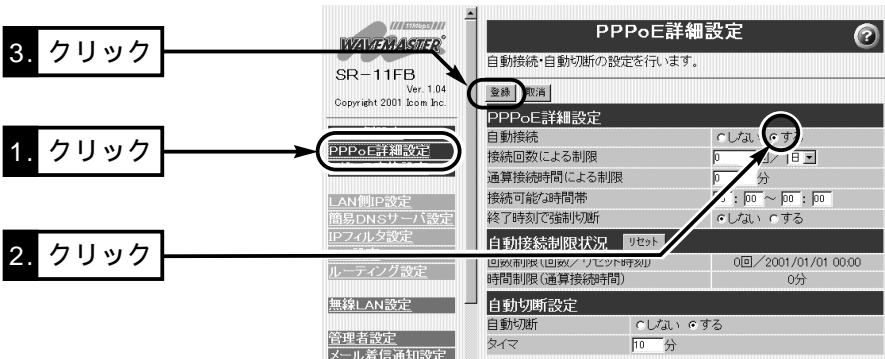 3. クリック
1. クリック
2. クリック
11Mbps
WAVEMASTER
SR-11FB
Ver. 1.04
Copyright 2001 Icom Inc.
PPPoE詳細設定
LAN側IP設定
簡易DNSサーバ設定
IPフィルタ設定
ルーティング設定
無線LAN設定
管理者設定
メール着信通知設定
PPPoE詳細設定
?
自動接続・自動切断の設定を行います。
登録 取消
PPPoE詳細設定
自動接続 しない する
接続回数による制限 0 回/ 日
通算接続時間による制限 0 分
接続可能な時間帯 00 : 00 ~ 00 : 00
終了時刻で強制切断 しない する
自動接続制限状況 リセット
回数制限(回数/リセット時刻) 0回/2001/01/01 00:00
時間制限(通算接続時間) 0分
自動切断設定
自動切断 しない する
タイマ 10 分